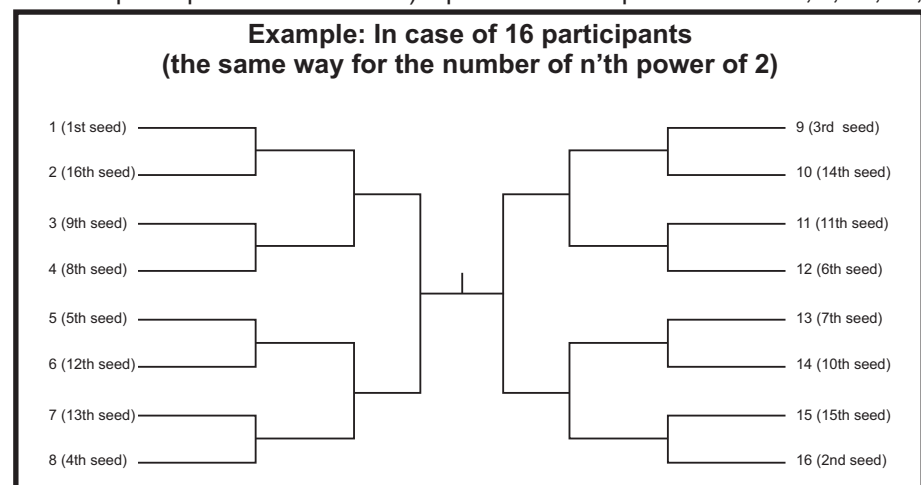 Example: In case of 16 participants
(the same way for the number of n’th power of 2)
1 (1st seed)
2 (16th seed)
3 (9th seed)
4 (8th seed)
5 (5th seed)
6 (12th seed)
7 (13th seed)
8 (4th seed)
9 (3rd seed)
10 (14th seed)
11 (11th seed)
12 (6th seed)
13 (7th seed)
14 (10th seed)
15 (15th seed)
16 (2nd seed)